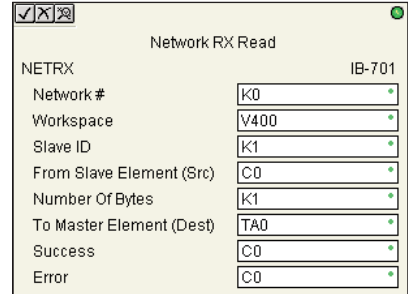 Network RX Read
NETRX IB-701
Network # K0
Workspace V400
Slave ID K1
From Slave Element (Src) C0
Number Of Bytes K1
To Master Element (Dest) TA0
Success C0
Error C0